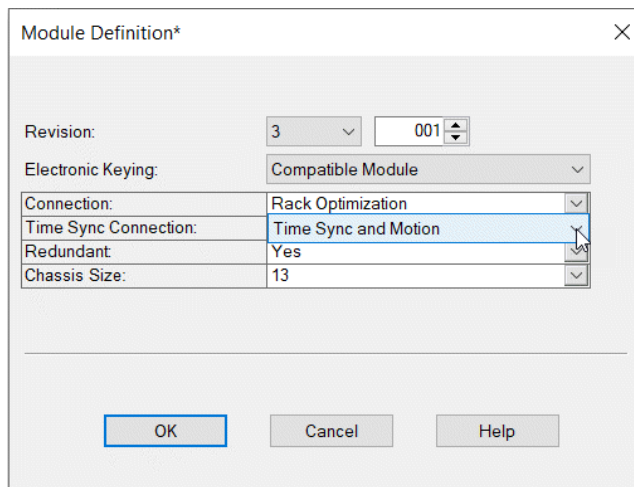 Module Definition*
Revision: 3 001
Electronic Keying: Compatible Module
Connection: Rack Optimization
Time Sync Connection: Time Sync and Motion
Redundant: Yes
Chassis Size: 13
OK Cancel Help